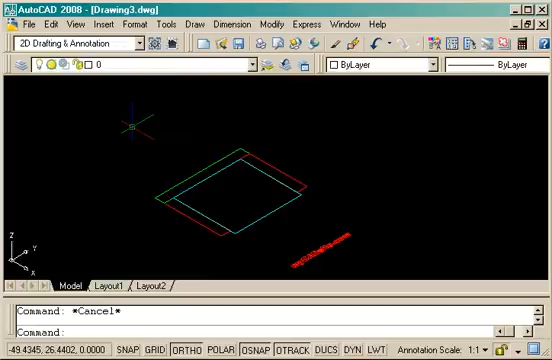 AutoCAD 2008 - [Drawing3.dwg]
File Edit View Insert Format Tools Draw Dimension Modify Express Window Help
2D Drafting & Annotation
0 ByLayer ByLayer
Z
Y
X
Model Layout1 Layout2
Command: *Cancel*
Command:
-49.4345, 26.4402, 0.0000 SNAP GRID ORTHO POLAR OSNAP OTRACK DUCS DYN LWT Annotation Scale: 1:1